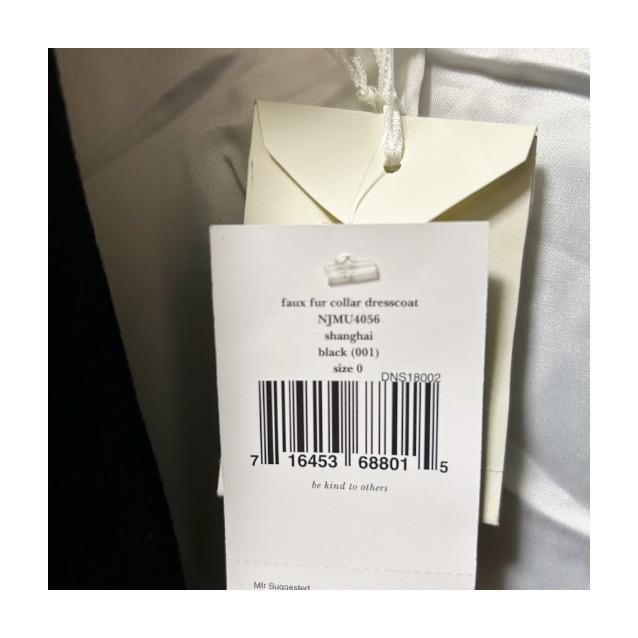 faux fur collar dresscoat
NJMU4056
shanghai
black (001)
size 0
DNS18002
7 16453 68801 5
be kind to others
Mfr Suggested